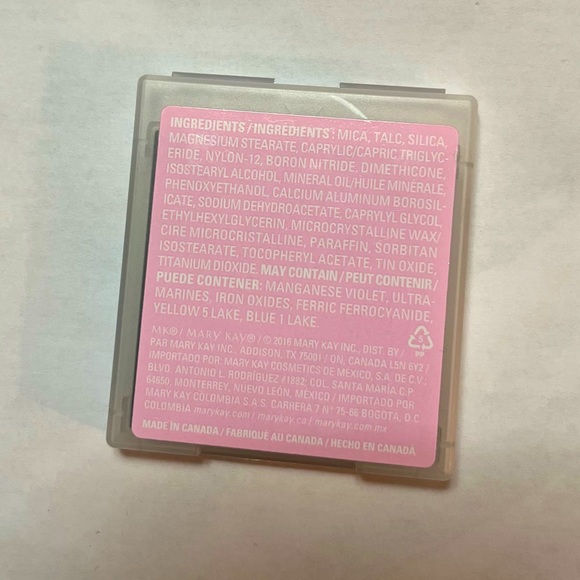 INGREDIENTS / INGRÉDIENTS : MICA, TALC, SILICA,
MAGNESIUM STEARATE, CAPRYLIC/CAPRIC TRIGLYC-
ERIDE, NYLON-12, BORON NITRIDE, DIMETHICONE,
ISOSTEARYL ALCOHOL, MINERAL OIL/HUILE MINÉRALE,
PHENOXYETHANOL, CALCIUM ALUMINUM BOROSIL-
ICATE, SODIUM DEHYDROACETATE, CAPRYLYL GLYCOL,
ETHYLHEXYLGLYCERIN, MICROCRYSTALLINE WAX/
CIRE MICROCRISTALLINE, PARAFFIN, SORBITAN
ISOSTEARATE, TOCOPHERYL ACETATE, TIN OXIDE,
TITANIUM DIOXIDE. MAY CONTAIN / PEUT CONTENIR /
PUEDE CONTENER: MANGANESE VIOLET, ULTRA-
MARINES, IRON OXIDES, FERRIC FERROCYANIDE,
YELLOW 5 LAKE, BLUE 1 LAKE.
MK® / MARY KAY® / © 2016 MARY KAY INC., DIST. BY /
PAR MARY KAY INC., ADDISON, TX 75001 / ON, CANADA L5N 6Y2 /
IMPORTADO POR: MARY KAY COSMETICS DE MÉXICO, S.A. DE C.V.,
BLVD. ANTONIO L. RODRÍGUEZ #1882, COL. SANTA MARÍA C.P.
64650, MONTERREY, NUEVO LEÓN, MÉXICO / IMPORTADO POR
MARY KAY COLOMBIA S.A.S. CARRERA 7 N° 75-66 BOGOTÁ, D.C.
COLOMBIA marykay.com / marykay.ca / marykay.com.mx
MADE IN CANADA / FABRIQUÉ AU CANADA / HECHO EN CANADA
PP